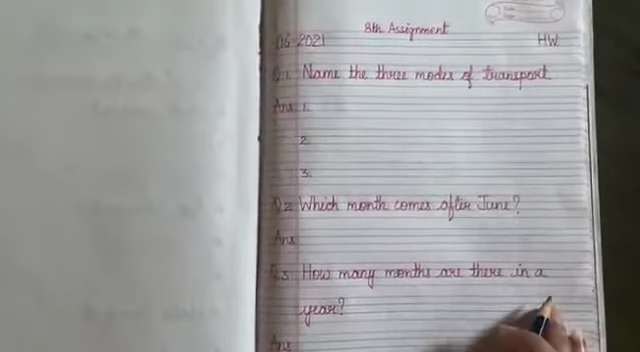 8th Assignment
06-2021 HW
Q.1. Name the three modes of transport.
Ans 1.
2.
3.
Q.2. Which month comes after June?
Ans
Q.3. How many months are there in a
year?
Ans